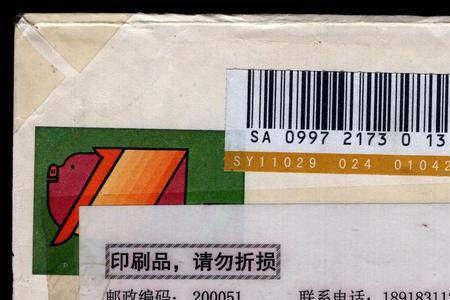 SA 0997 2173 0 13
SY11029 024 01042
印刷品，请勿折损
邮政编码： 200051 联系电话：